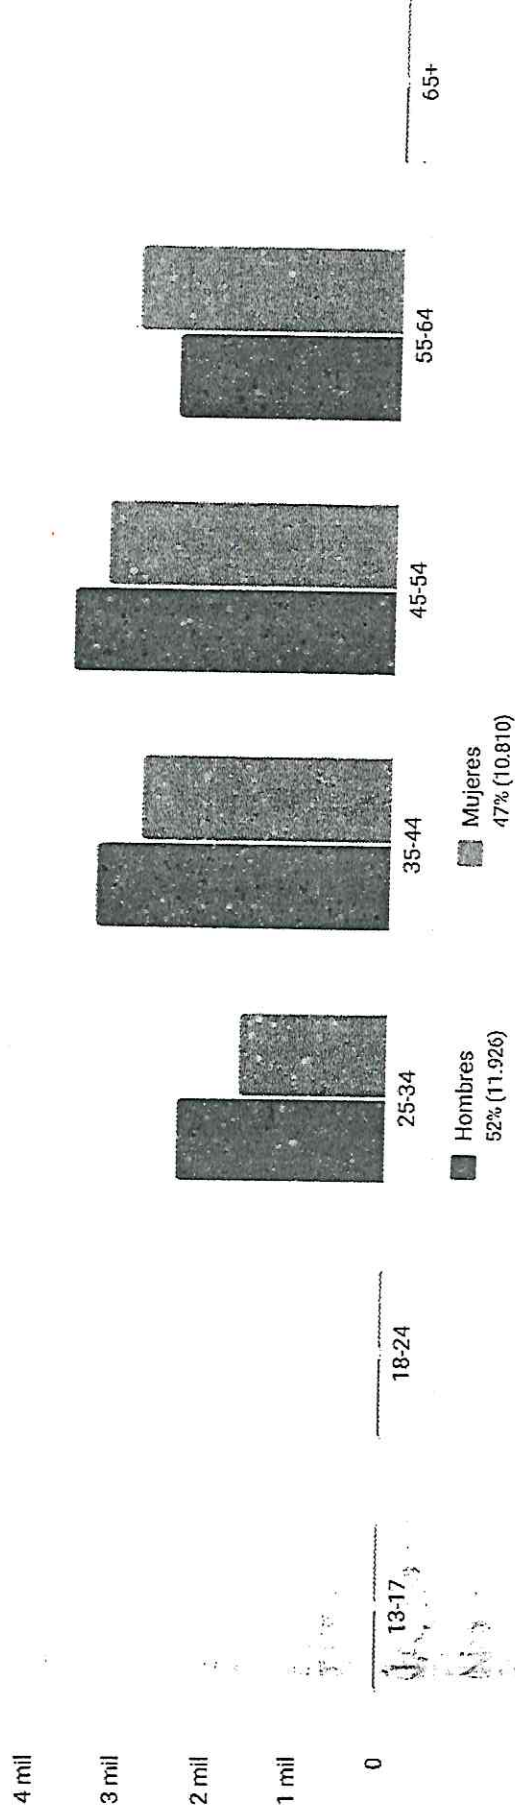 4 mil
3 mil
2 mil
1 mil
0
13-17
18-24
25-34
35-44
45-54
55-64
65+
Hombres
52% (11.926)
Mujeres
47% (10.810)